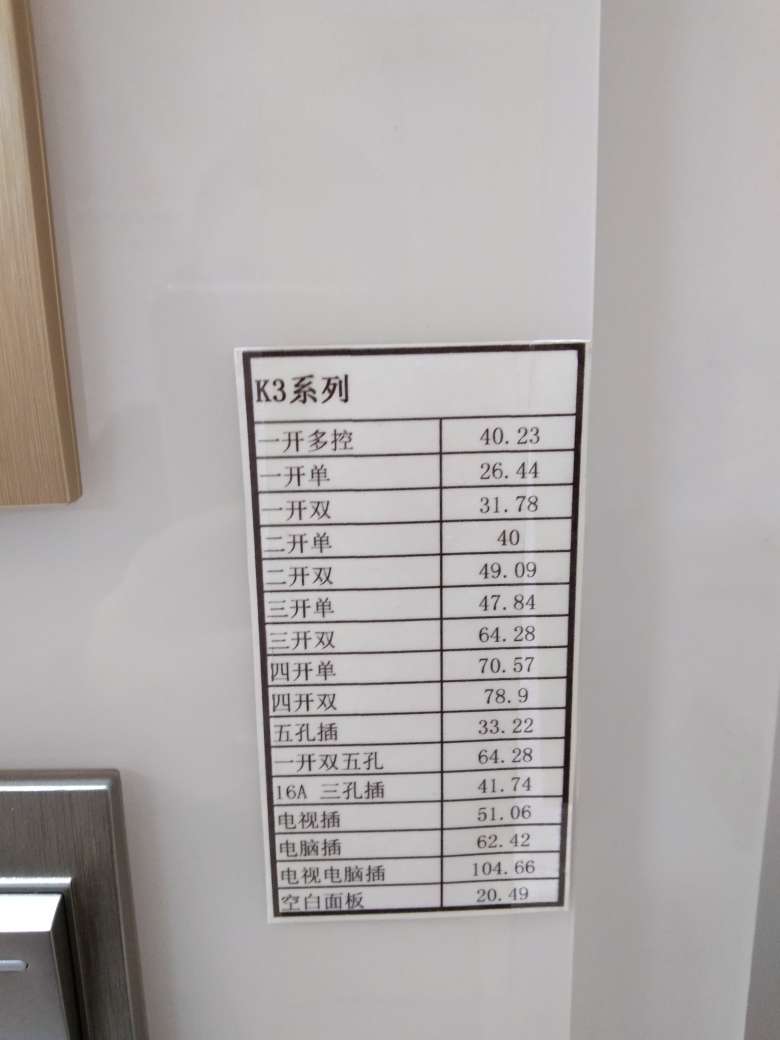 K3系列
一开多控 40.23
一开单 26.44
一开双 31.78
二开单 40
二开双 49.09
三开单 47.84
三开双 64.28
四开单 70.57
四开双 78.9
五孔插 33.22
一开双五孔 64.28
16A 三孔插 41.74
电视插 51.06
电脑插 62.42
电视电脑插 104.66
空白面板 20.49